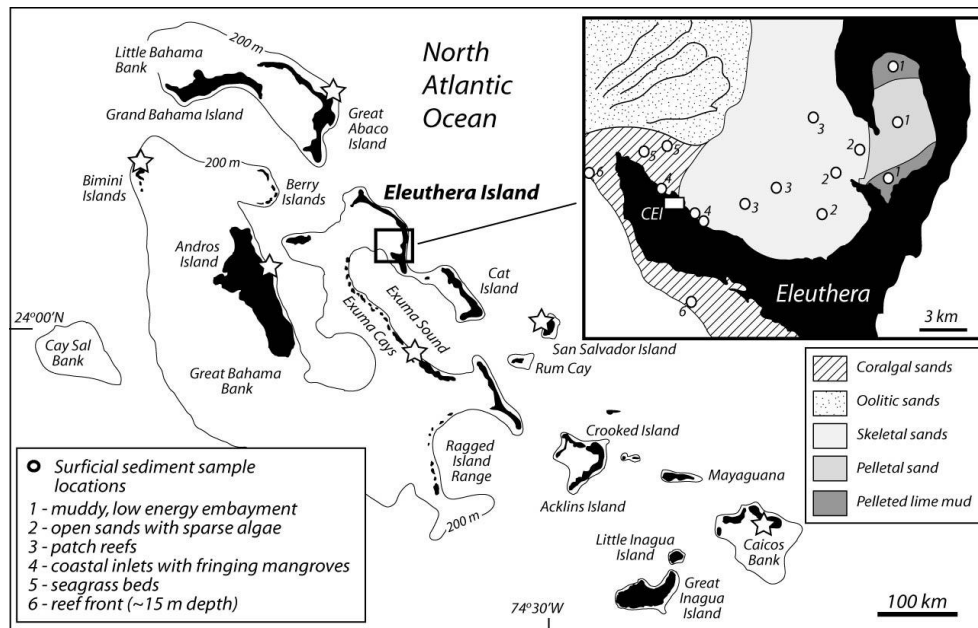 North
Atlantic
Ocean
200 m
Little Bahama
Bank
Grand Bahama Island
Great
Abaco
Island
200 m
Bimini
Islands
Berry
Islands
Eleuthera Island
Andros
Island
Cat
Island
Exuma Sound
Exuma Cays
24°00'N
Cay Sal
Bank
Great Bahama
Bank
San Salvador Island
Rum Cay
Ragged
Island
Range
200 m
Crooked Island
Acklins Island
Mayaguana
Little Inagua
Island
Great
Inagua
Island
Caicos
Bank
74°30'W
100 km
1
1
1
2
2
2
3
3
3
4
4
5
5
6
6
CEI
Eleuthera
3 km
Coralgal sands
Oolitic sands
Skeletal sands
Pelletal sand
Pelleted lime mud
Surficial sediment sample
locations
1 - muddy, low energy embayment
2 - open sands with sparse algae
3 - patch reefs
4 - coastal inlets with fringing mangroves
5 - seagrass beds
6 - reef front (~15 m depth)